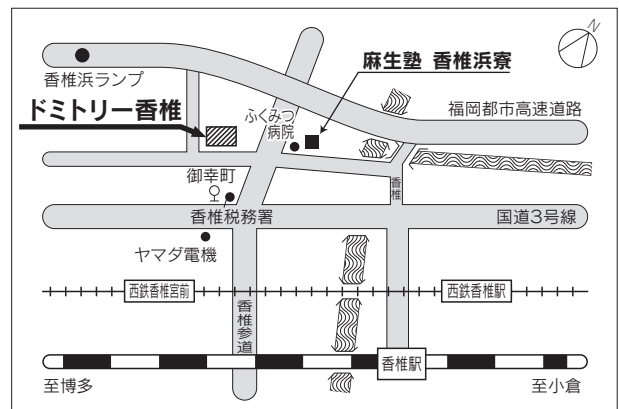 N
麻生塾 香椎浜寮
香椎浜ランプ
福岡都市高速道路
ドミトリー香椎
ふくみつ
病院
御幸町
香椎
香椎税務署
国道3号線
ヤマダ電機
西鉄香椎宮前
西鉄香椎駅
香椎参道
香椎駅
至博多
至小倉